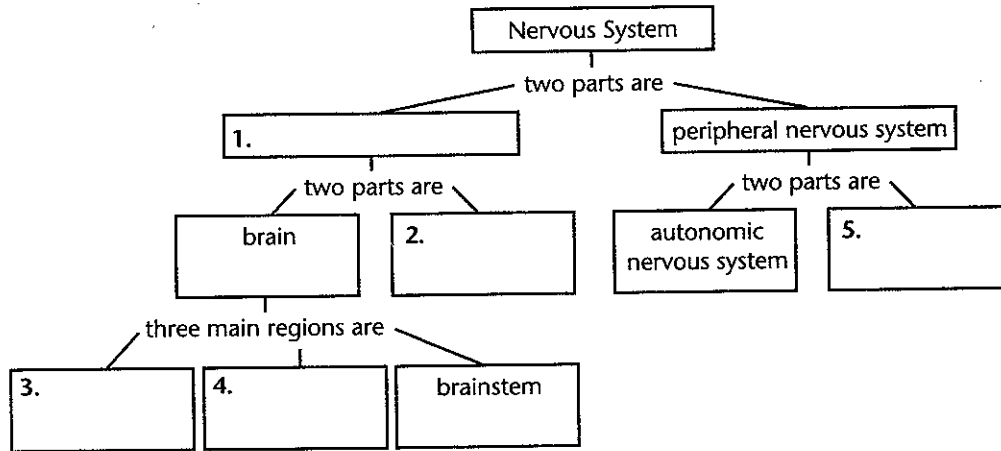 Nervous System
two parts are
1.
peripheral nervous system
two parts are
two parts are
brain
2.
autonomic
nervous system
5.
three main regions are
3.
4.
brainstem